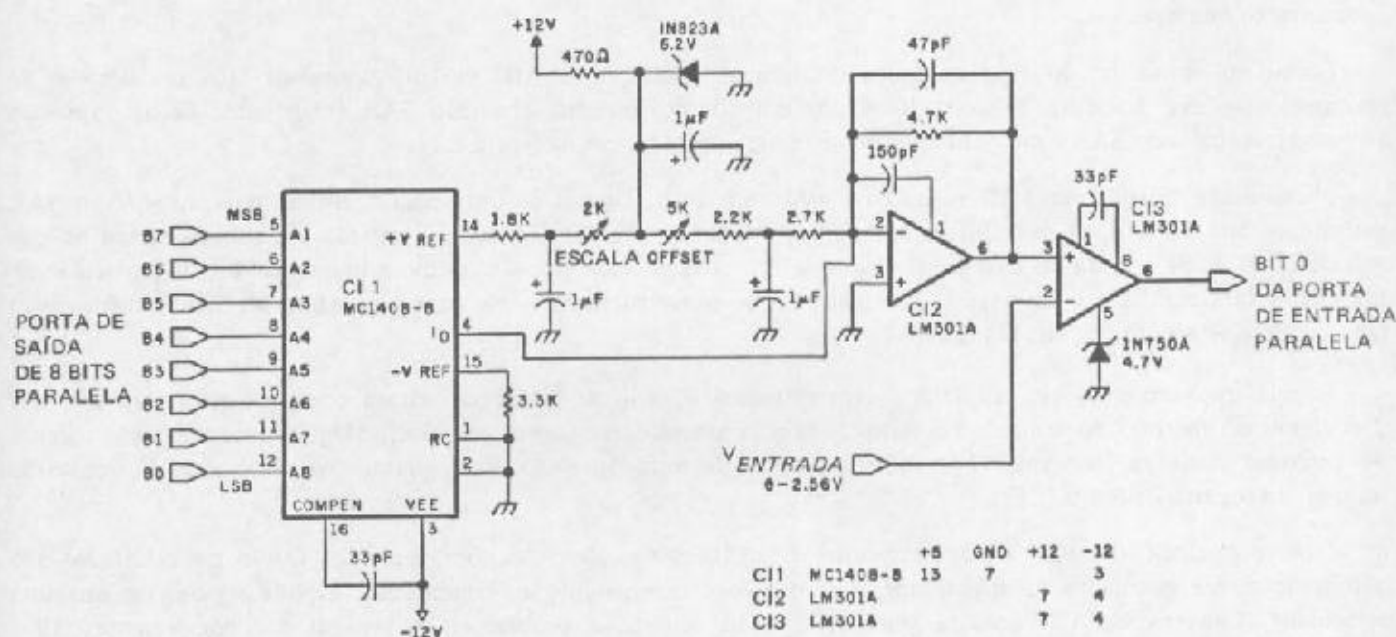 +12V
470Ω
IN823A
6.2V
1µF
47pF
4.7K
150pF
33pF
CI3
LM301A
MSB
B7 5 A1
B6 6 A2
B5 7 A3
B4 8 A4
B3 9 A5
B2 10 A6
B1 11 A7
B0 12 A8
LSB
PORTA DE
SAÍDA
DE 8 BITS
PARALELA
CI 1
MC1408-8
+V REF
14
1.8K
2K
5K
2.2K
2.7K
ESCALA
OFFSET
1µF
1µF
I O
4
-V REF
15
3.3K
RC
1
2
COMPEN
16
VEE
3
33pF
-12V
2
3
1
6
CI2
LM301A
3
2
1
8
6
5
1N750A
4.7V
BIT 0
DA PORTA
DE ENTRADA
PARALELA
V ENTRADA
0-2.56V
+5 GND +12 -12
CI1 MC1408-8 13 7 3
CI2 LM301A 7 4
CI3 LM301A 7 4